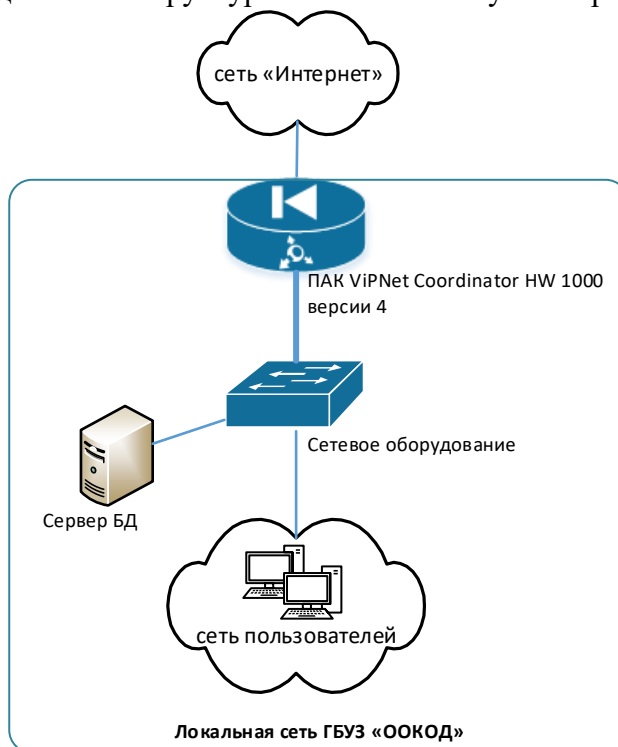 сеть «Интернет»
ПАК ViPNet Coordinator HW 1000
версии 4
Сетевое оборудование
Сервер БД
сеть пользователей
Локальная сеть ГБУЗ «ООКОД»